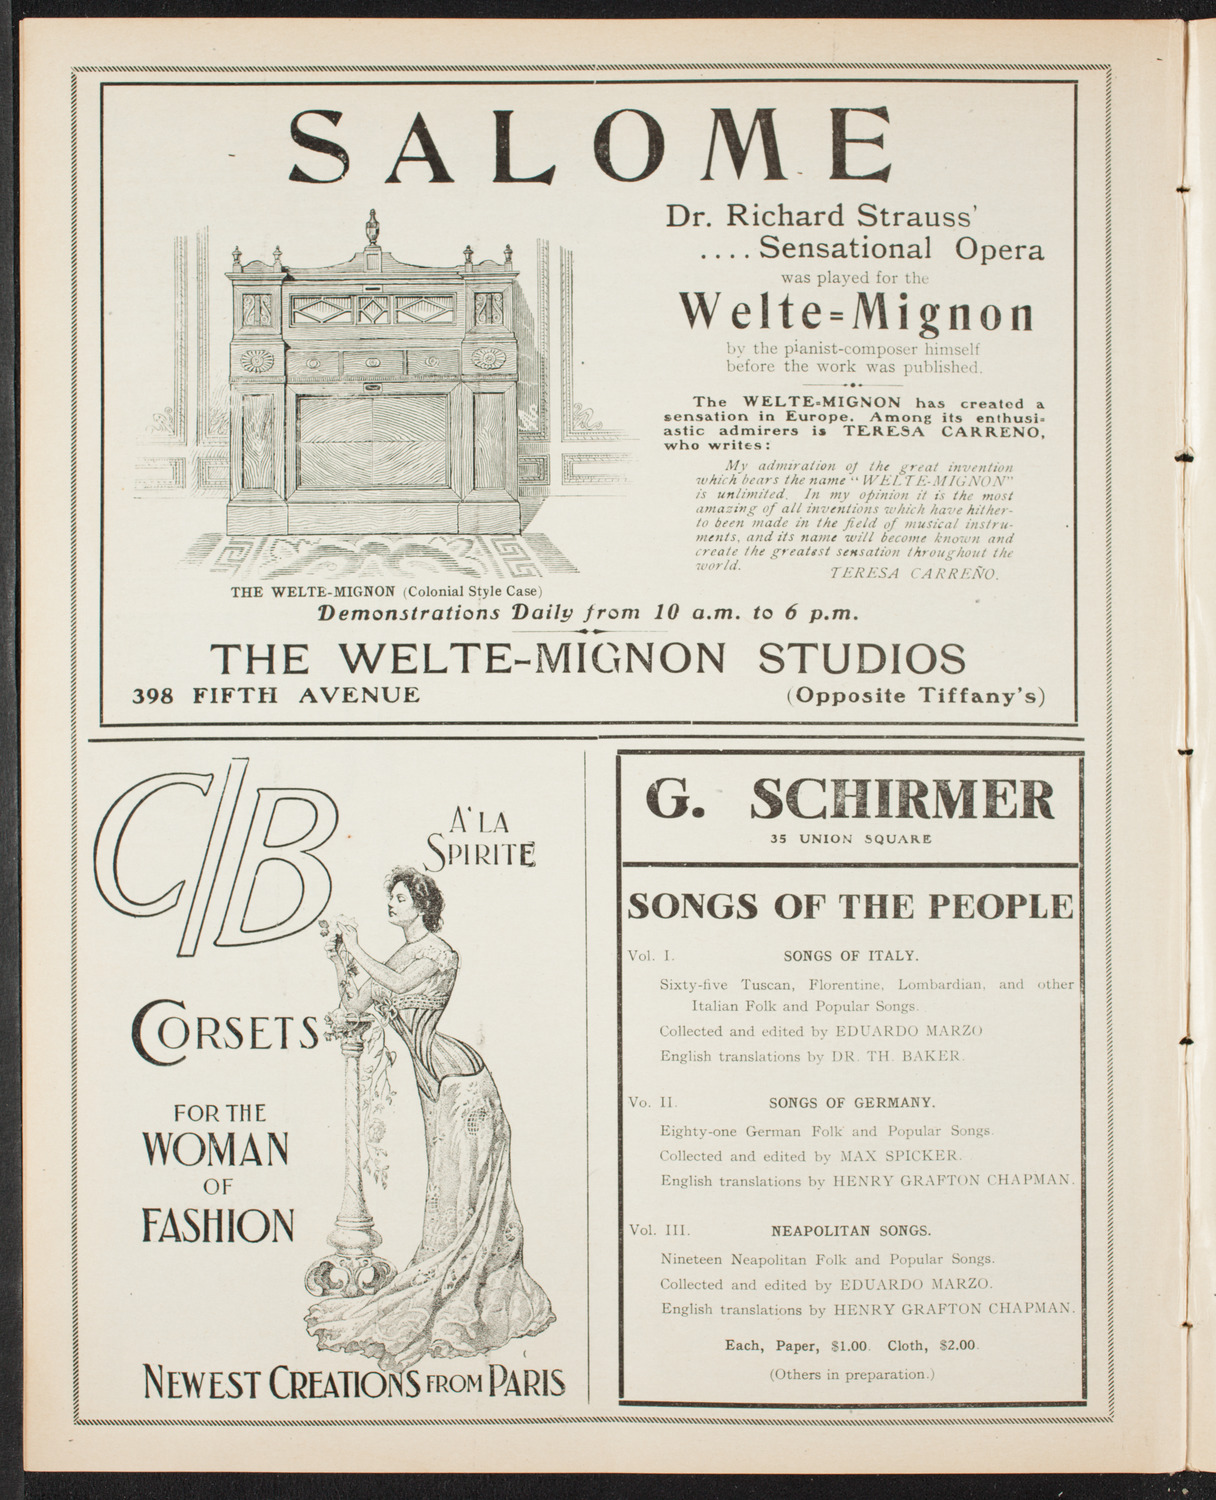 SALOME
Dr. Richard Strauss'
....Sensational Opera
was played for the
Welte=Mignon
by the pianist-composer himself
before the work was published.
The WELTE=MIGNON has created a
sensation in Europe. Among its enthusi=
astic admirers is TERESA CARRENO,
who writes:
My admiration of the great invention
which bears the name "WELTE-MIGNON"
is unlimited. In my opinion it is the most
amazing of all inventions which have hither-
to been made in the field of musical instru-
ments, and its name will become known and
create the greatest sensation throughout the
world.
TERESA CARREÑO.
THE WELTE-MIGNON (Colonial Style Case)
Demonstrations Daily from 10 a.m. to 6 p.m.
THE WELTE-MIGNON STUDIOS
398 FIFTH AVENUE (Opposite Tiffany's)
C/B
A' LA
SPIRITE
CORSETS
FOR THE
WOMAN
OF
FASHION
NEWEST CREATIONS FROM PARIS
G. SCHIRMER
35 UNION SQUARE
SONGS OF THE PEOPLE
Vol. I. SONGS OF ITALY.
Sixty-five Tuscan, Florentine, Lombardian, and other
Italian Folk and Popular Songs.
Collected and edited by EDUARDO MARZO
English translations by DR. TH. BAKER.
Vo. II. SONGS OF GERMANY.
Eighty-one German Folk and Popular Songs.
Collected and edited by MAX SPICKER.
English translations by HENRY GRAFTON CHAPMAN.
Vol. III. NEAPOLITAN SONGS.
Nineteen Neapolitan Folk and Popular Songs.
Collected and edited by EDUARDO MARZO.
English translations by HENRY GRAFTON CHAPMAN.
Each, Paper, $1.00. Cloth, $2.00.
(Others in preparation.)